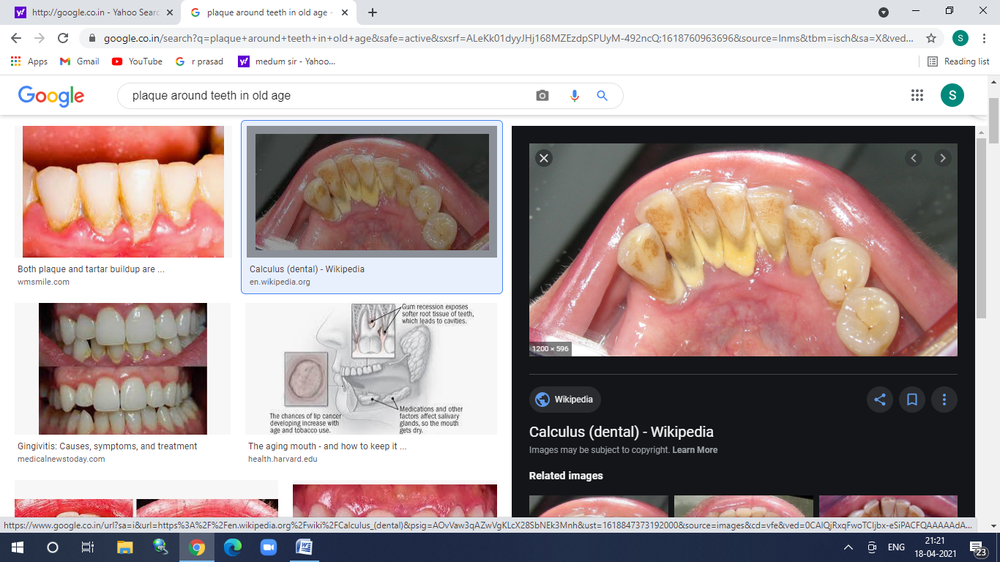 http://google.co.in - Yahoo Searc
plaque around teeth in old age -
google.co.in/search?q=plaque+around+teeth+in+old+age&safe=active&sxsrf=ALeKk01dyyJHj168MZEzdpSPUyM-492ncQ:1618760963696&source=lnms&tbm=isch&sa=X&ved...
S
Apps
Gmail
YouTube
r prasad
medum sir - Yahoo...
Reading list
Google
plaque around teeth in old age
S
Both plaque and tartar buildup are ...
wmsmile.com
Calculus (dental) - Wikipedia
en.wikipedia.org
Gingivitis: Causes, symptoms, and treatment
medicalnewstoday.com
Gum recession exposes
softer root tissue of teeth,
which leads to cavities.
The chances of lip cancer
developing increase with
age and tobacco use.
Medications and other
factors affect salivary
glands, so the mouth
gets dry.
The aging mouth - and how to keep it ...
health.harvard.edu
1200 × 596
Wikipedia
Calculus (dental) - Wikipedia
Images may be subject to copyright. Learn More
Related images
https://www.google.co.in/url?sa=i&url=https%3A%2F%2Fen.wikipedia.org%2Fwiki%2FCalculus_(dental)&psig=AOvVaw3qAZwVgKLcX28SbNEk3Mnh&ust=1618847373192000&source=images&cd=vfe&ved=0CAIQjRxqFwoTCIjbx-eSiPACFQAAAAAdA...
ENG
21:21
18-04-2021
23